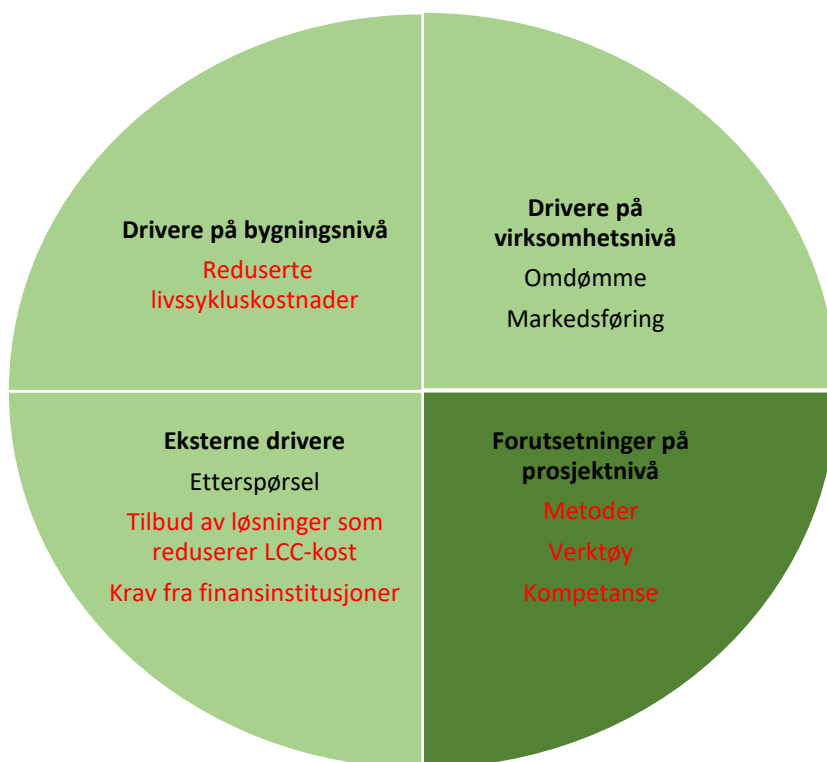 Drivere på bygningsnivå
Reduserte
livssykluskostnader
Drivere på
virksomhetsnivå
Omdømme
Markedsføring
Eksterne drivere
Etterspørsel
Tilbud av løsninger som
reduserer LCC-kost
Krav fra finansinstitusjoner
Forutsetninger på
prosjektnivå
Metoder
Verktøy
Kompetanse